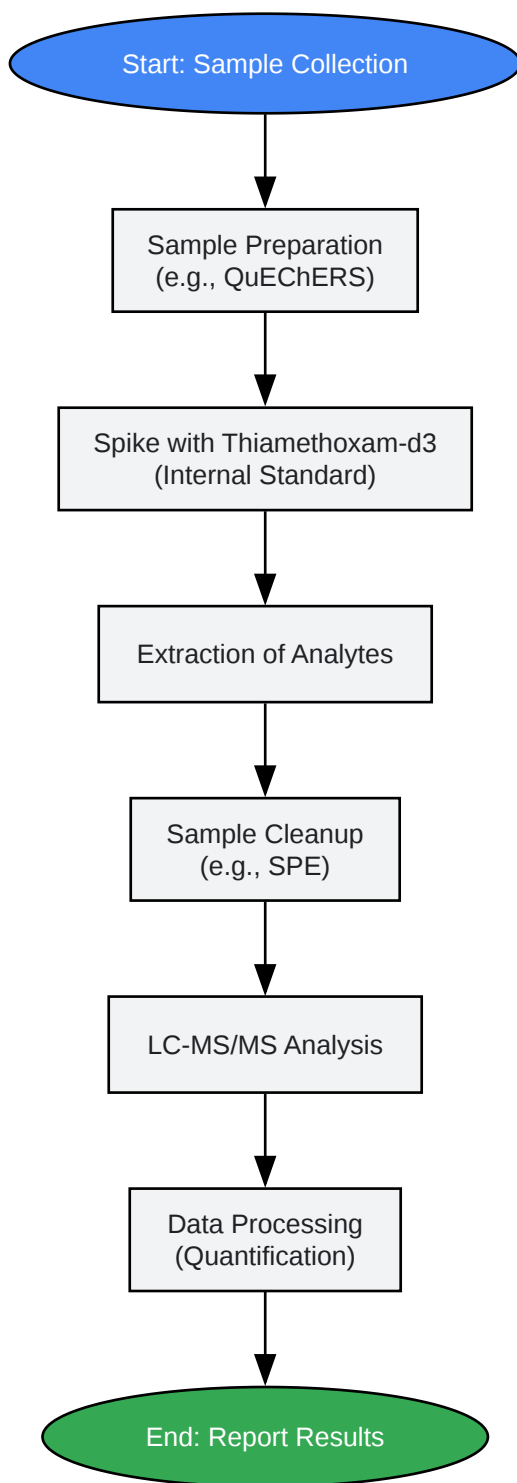 Start: Sample Collection
Sample Preparation
(e.g., QuEChERS)
Spike with Thiamethoxam-d3
(Internal Standard)
Extraction of Analytes
Sample Cleanup
(e.g., SPE)
LC-MS/MS Analysis
Data Processing
(Quantification)
End: Report Results